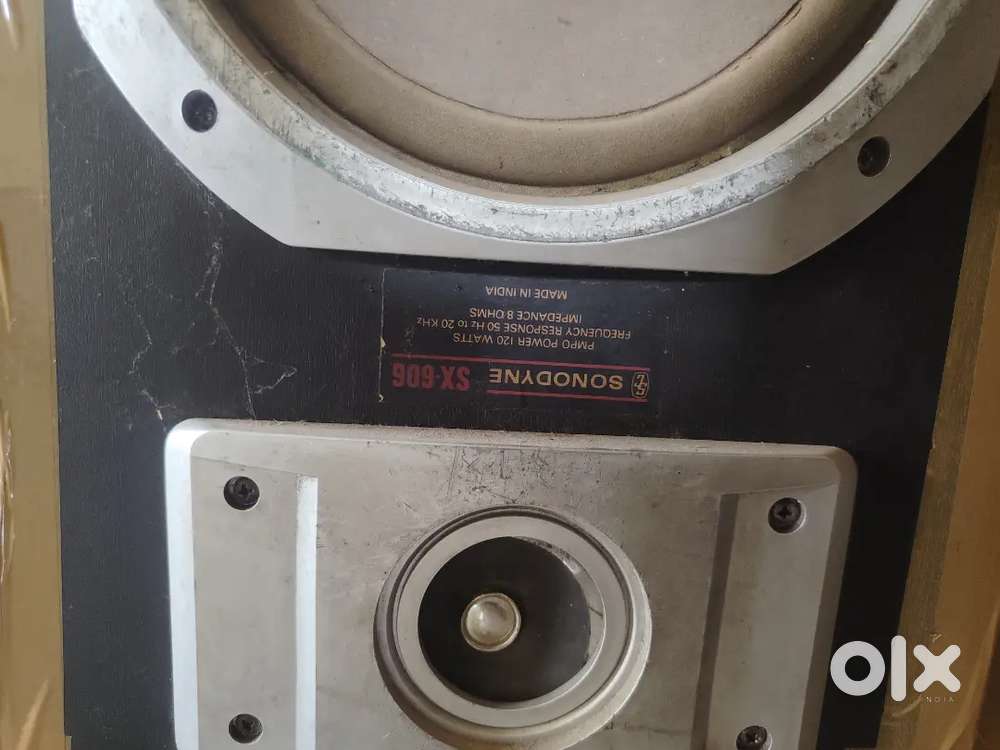 SONODYNE SX-606
PMPO POWER 120 WATTS
FREQUENCY RESPONSE 50 Hz to 20 KHz
IMPEDANCE 8 OHMS
MADE IN INDIA
olx
INDIA